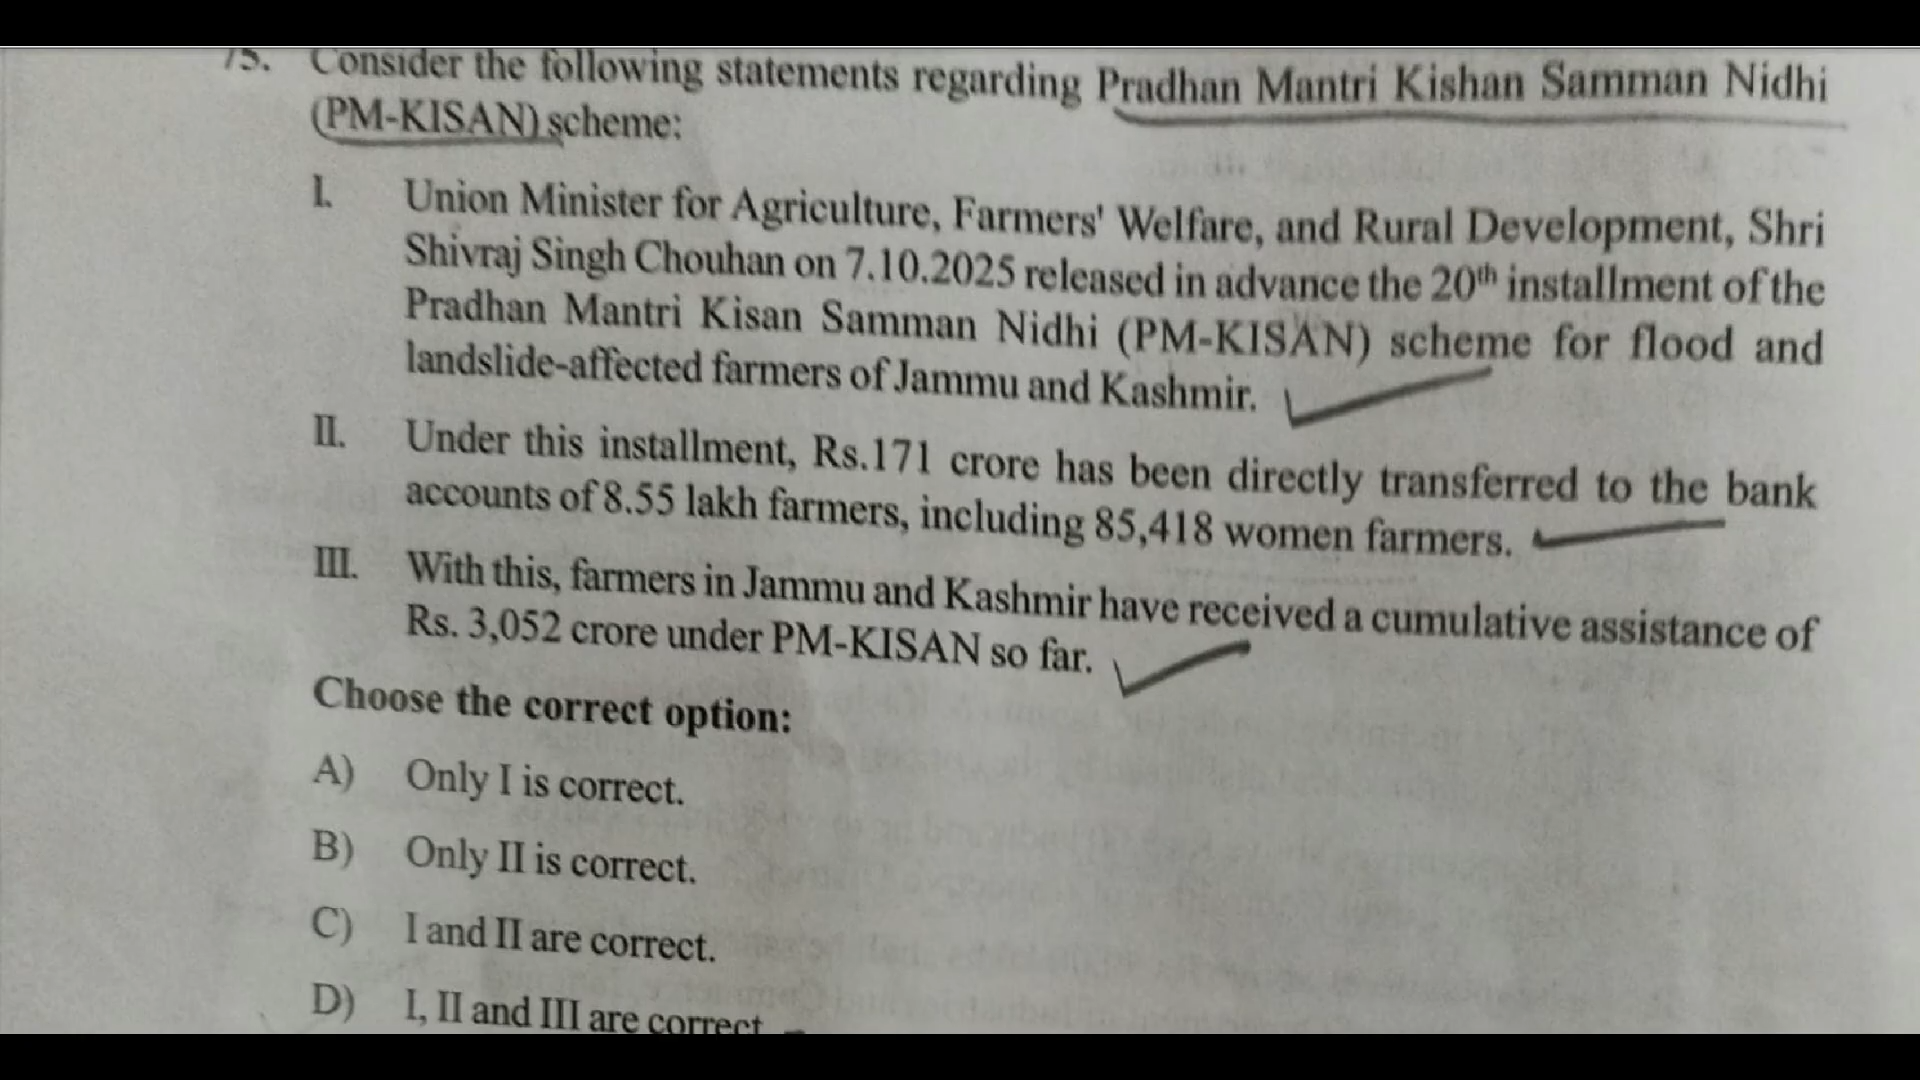 75. Consider the following statements regarding Pradhan Mantri Kishan Samman Nidhi
(PM-KISAN) scheme:
I. Union Minister for Agriculture, Farmers' Welfare, and Rural Development, Shri
Shivraj Singh Chouhan on 7.10.2025 released in advance the 20th installment of the
Pradhan Mantri Kisan Samman Nidhi (PM-KISAN) scheme for flood and
landslide-affected farmers of Jammu and Kashmir.
II. Under this installment, Rs.171 crore has been directly transferred to the bank
accounts of 8.55 lakh farmers, including 85,418 women farmers.
III. With this, farmers in Jammu and Kashmir have received a cumulative assistance of
Rs. 3,052 crore under PM-KISAN so far.
Choose the correct option:
A) Only I is correct.
B) Only II is correct.
C) I and II are correct.
D) I, II and III are correct